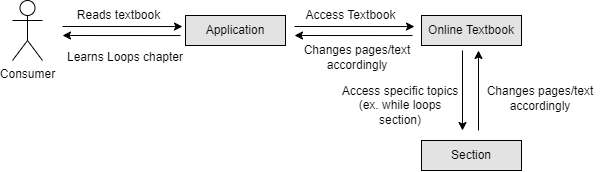 Reads textbook
Learns Loops chapter
Consumer
Application
Access Textbook
Changes pages/text
accordingly
Online Textbook
Access specific topics
(ex. while loops
section)
Changes pages/text
accordingly
Section